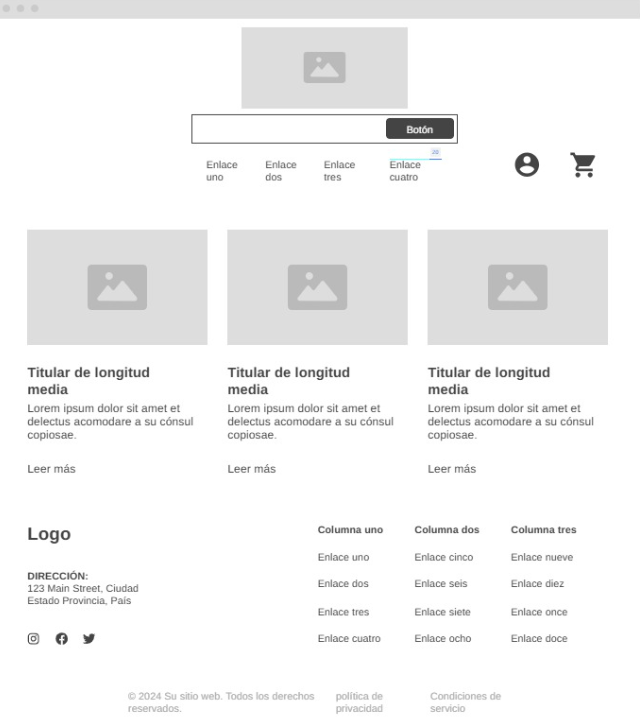 Botón
Enlace uno
Enlace dos
Enlace tres
Enlace cuatro
Titular de longitud
media
Lorem ipsum dolor sit amet et
delectus acomodare a su cónsul
copiosae.
Leer más
Titular de longitud
media
Lorem ipsum dolor sit amet et
delectus acomodare a su cónsul
copiosae.
Leer más
Titular de longitud
media
Lorem ipsum dolor sit amet et
delectus acomodare a su cónsul
copiosae.
Leer más
Logo
DIRECCIÓN:
123 Main Street, Ciudad
Estado Provincia, País
Columna uno
Enlace uno
Enlace dos
Enlace tres
Enlace cuatro
Columna dos
Enlace cinco
Enlace seis
Enlace siete
Enlace ocho
Columna tres
Enlace nueve
Enlace diez
Enlace once
Enlace doce
© 2024 Su sitio web. Todos los derechos
reservados.
política de
privacidad
Condiciones de
servicio